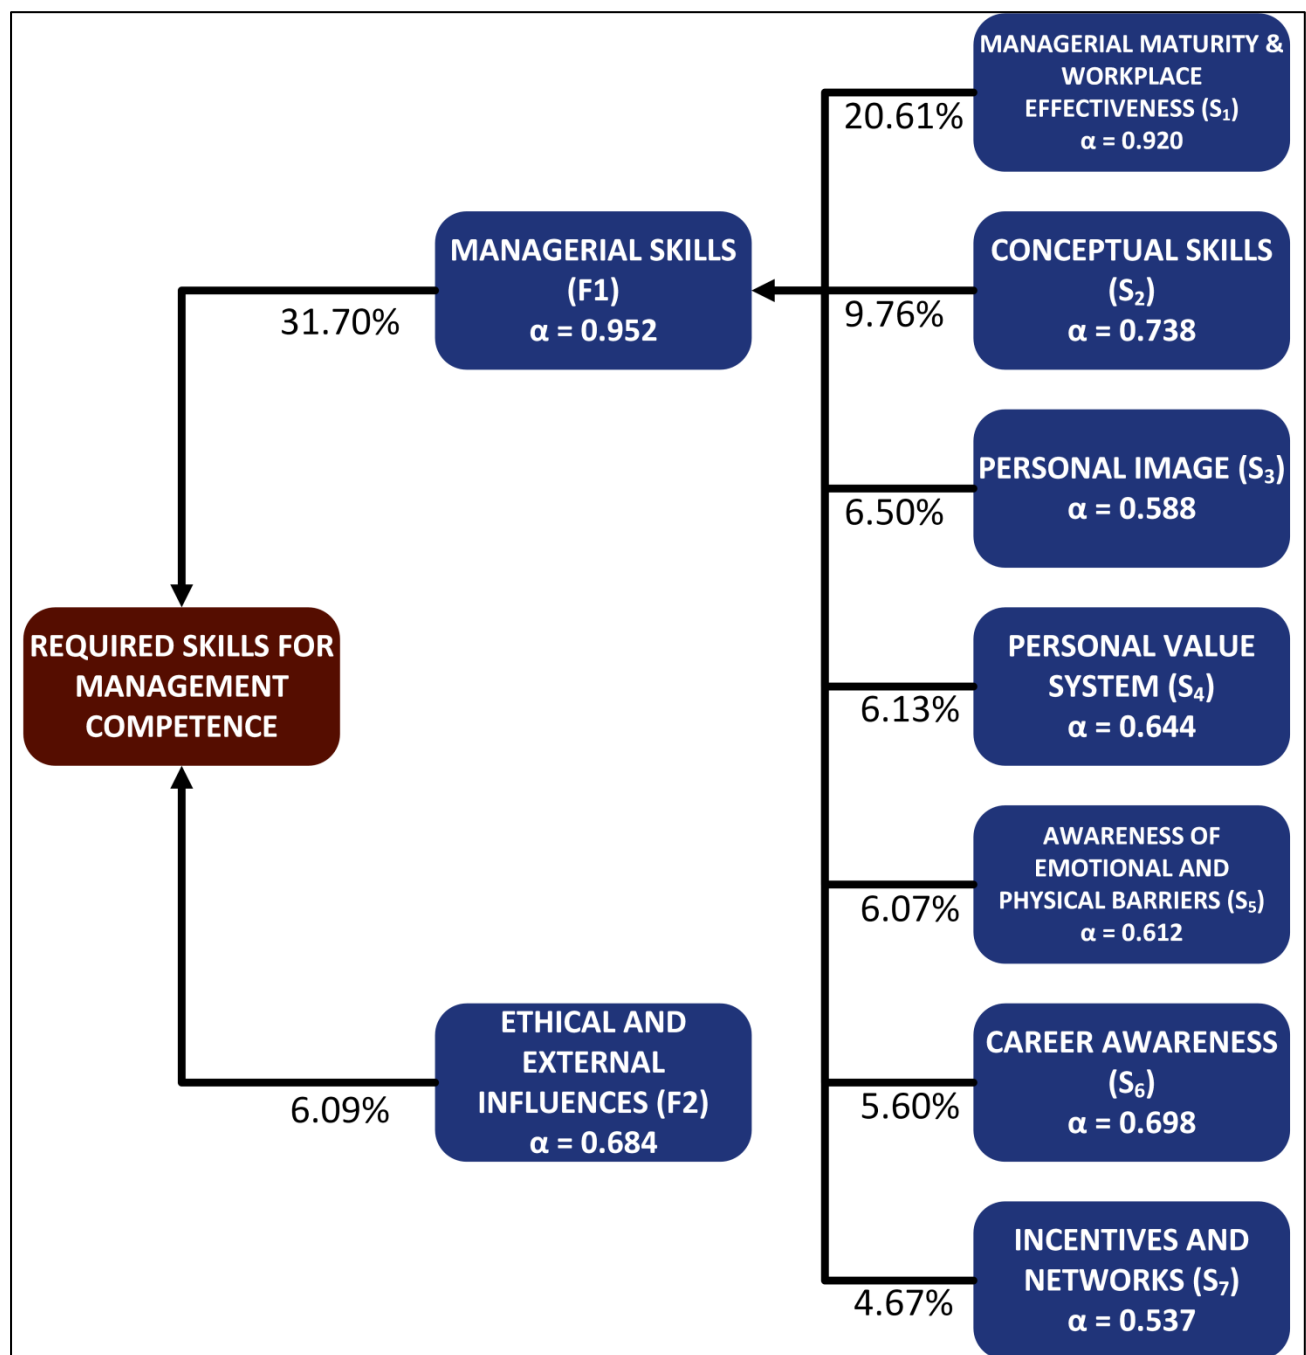 MANAGERIAL MATURITY &
WORKPLACE
EFFECTIVENESS (S₁)
α = 0.920
20.61%
MANAGERIAL SKILLS
(F1)
α = 0.952
31.70%
CONCEPTUAL SKILLS
(S₂)
α = 0.738
9.76%
PERSONAL IMAGE (S₃)
α = 0.588
6.50%
REQUIRED SKILLS FOR
MANAGEMENT
COMPETENCE
PERSONAL VALUE
SYSTEM (S₄)
α = 0.644
6.13%
AWARENESS OF
EMOTIONAL AND
PHYSICAL BARRIERS (S₅)
α = 0.612
6.07%
ETHICAL AND
EXTERNAL
INFLUENCES (F2)
α = 0.684
6.09%
CAREER AWARENESS
(S₆)
α = 0.698
5.60%
INCENTIVES AND
NETWORKS (S₇)
α = 0.537
4.67%